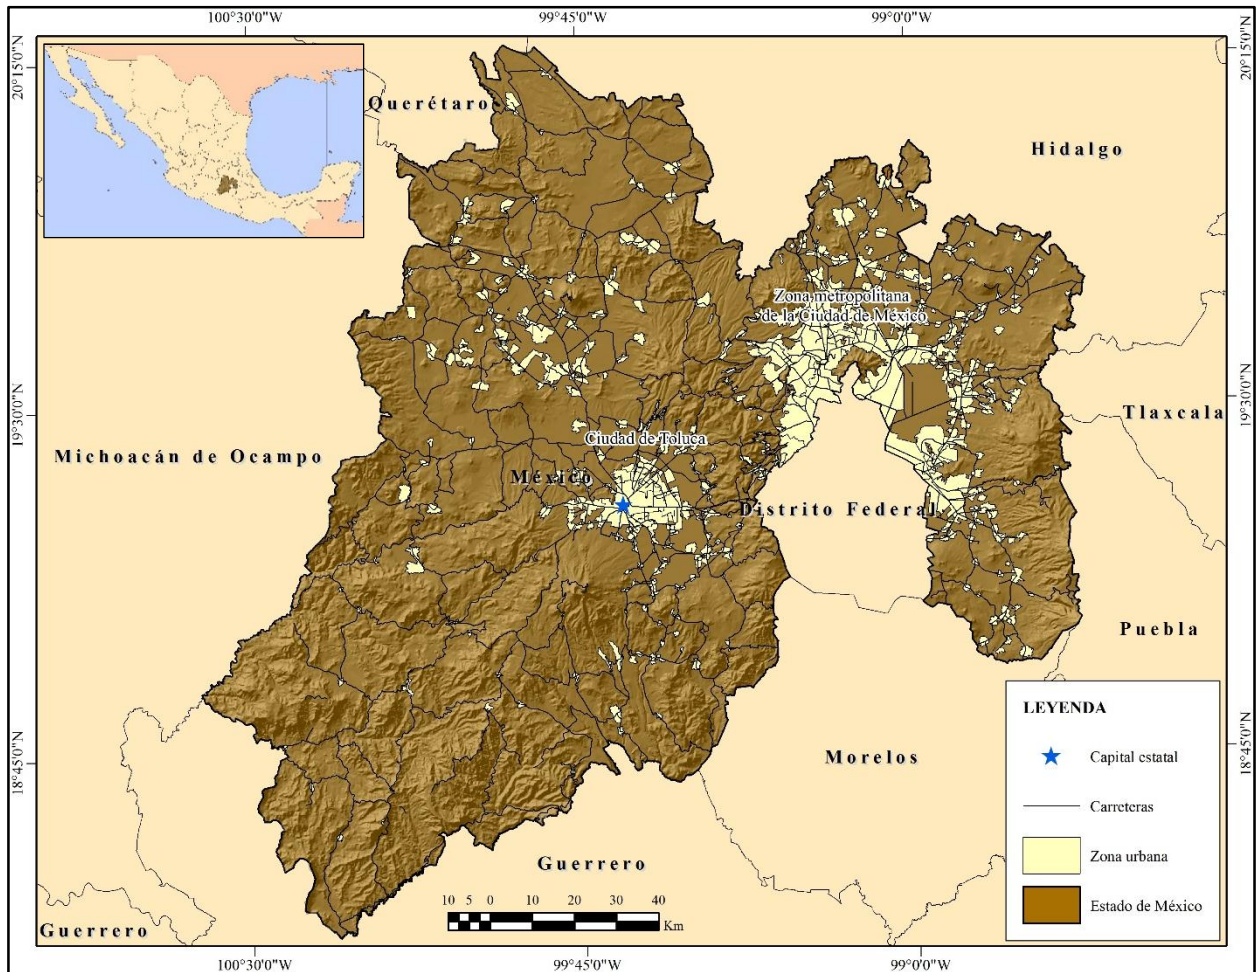 100°30'0"W
99°45'0"W
99°0'0"W
20°15'0"N
20°15'0"N
Querétaro
Hidalgo
Zona metropolitana
de la Ciudad de México
19°30'0"N
19°30'0"N
Tlaxcala
Ciudad de Toluca
Michoacán de Ocampo
México
Distrito Federal
Puebla
LEYENDA
Capital estatal
Carreteras
Zona urbana
Estado de México
18°45'0"N
18°45'0"N
Morelos
Guerrero
10 5 0 10 20 30 40
Km
Guerrero
100°30'0"W
99°45'0"W
99°0'0"W